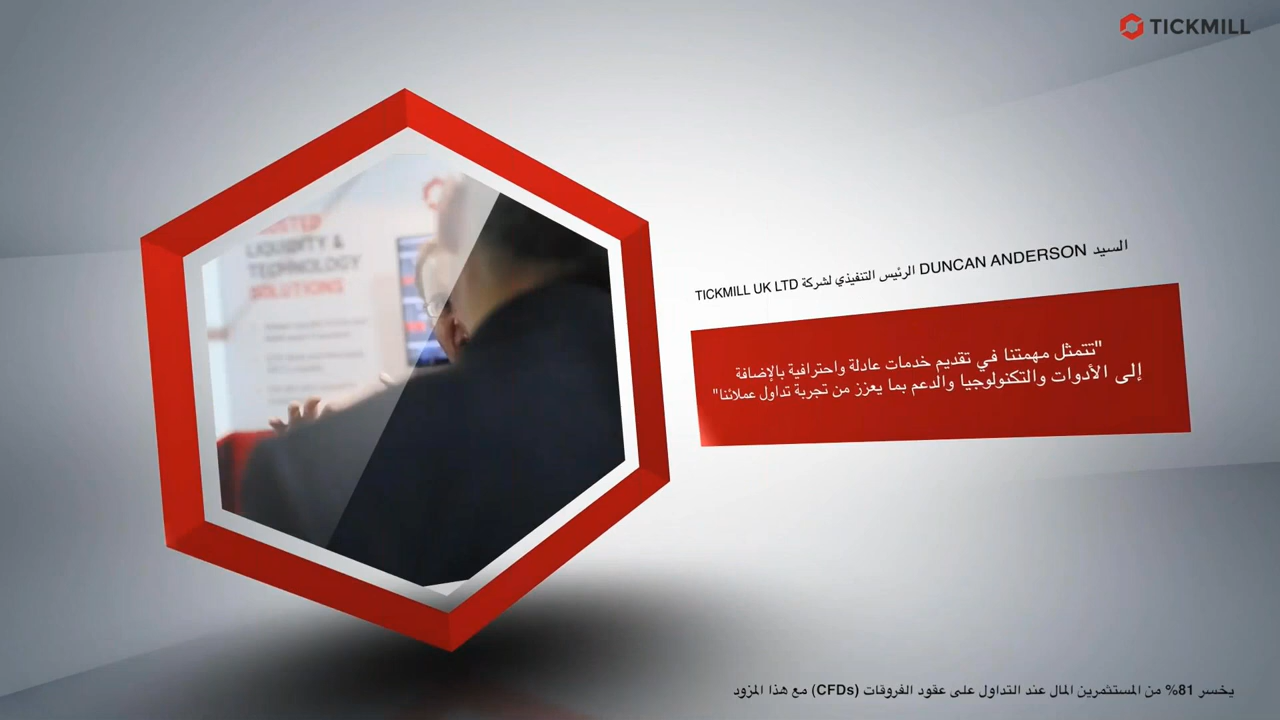 TICKMILL
LIQUIDITY &
TECHNOLOGY
SOLUTIONS
السيد DUNCAN ANDERSON الرئيس التنفيذي لشركة TICKMILL UK LTD
"تتمثل مهمتنا في تقديم خدمات عادلة واحترافية بالإضافة
إلى الأدوات والتكنولوجيا والدعم بما يعزز من تجربة تداول عملائنا"
يخسر 81% من المستثمرين المال عند التداول على عقود الفروقات (CFDs) مع هذا المزود